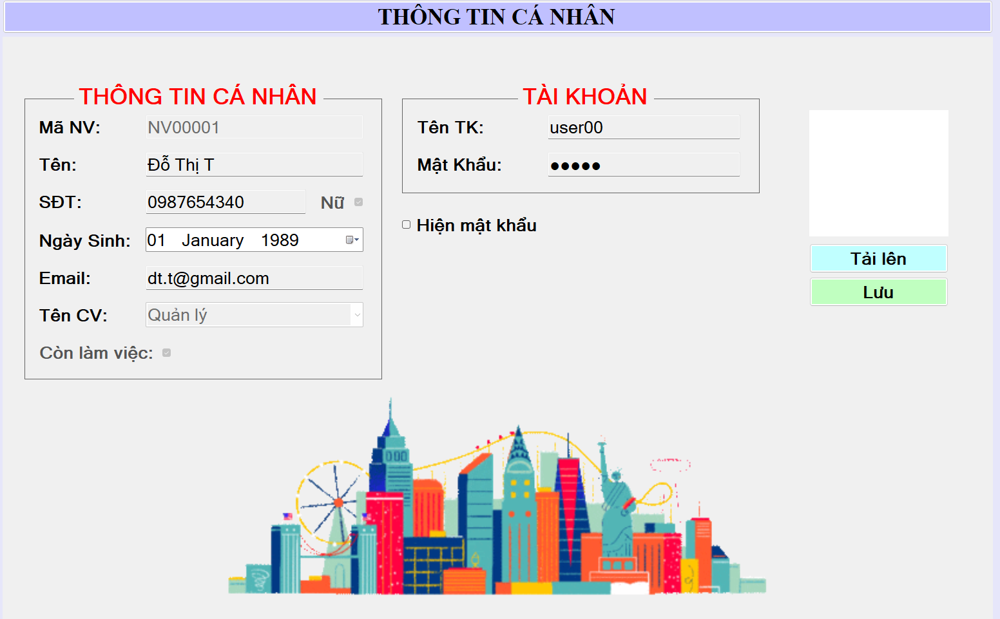 THÔNG TIN CÁ NHÂN
THÔNG TIN CÁ NHÂN
Mã NV: NV00001
Tên: Đỗ Thị T
SĐT: 0987654340 Nữ
Ngày Sinh: 01 January 1989
Email: dt.t@gmail.com
Tên CV: Quản lý
Còn làm việc:
TÀI KHOẢN
Tên TK: user00
Mật Khẩu: ●●●●●
Hiện mật khẩu
Tải lên
Lưu